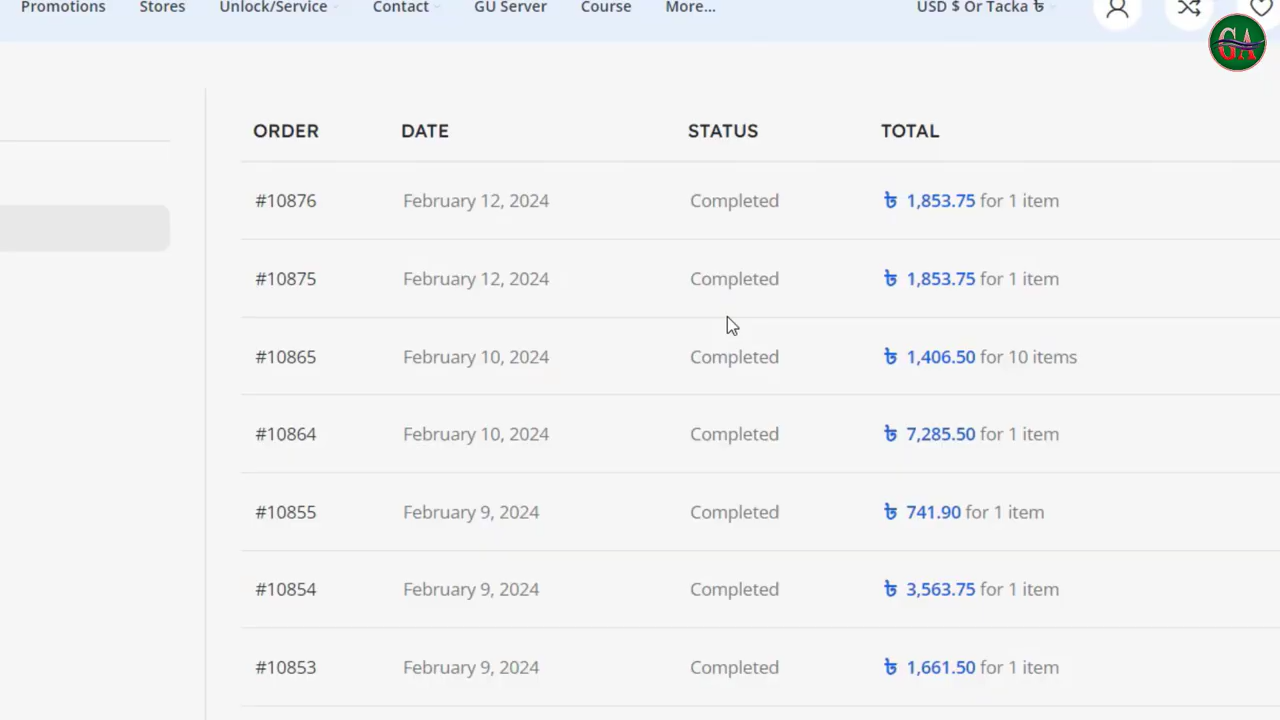 Promotions Stores Unlock/Service Contact GU Server Course More... USD $ Or Tacka ৳
GA
ORDER DATE STATUS TOTAL
#10876 February 12, 2024 Completed ৳ 1,853.75 for 1 item
#10875 February 12, 2024 Completed ৳ 1,853.75 for 1 item
#10865 February 10, 2024 Completed ৳ 1,406.50 for 10 items
#10864 February 10, 2024 Completed ৳ 7,285.50 for 1 item
#10855 February 9, 2024 Completed ৳ 741.90 for 1 item
#10854 February 9, 2024 Completed ৳ 3,563.75 for 1 item
#10853 February 9, 2024 Completed ৳ 1,661.50 for 1 item